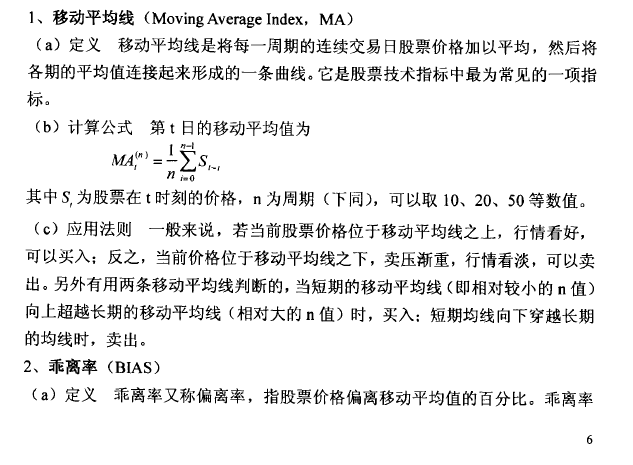 1、移动平均线（Moving Average Index，MA）
（a）定义　移动平均线是将每一周期的连续交易日股票价格加以平均，然后将
各期的平均值连接起来形成的一条曲线。它是股票技术指标中最为常见的一项指
标。
（b）计算公式　第 t 日的移动平均值为
MA_t^{(n)} = \frac{1}{n}\sum_{i=0}^{n-1} S_{t-i}
其中 S_t 为股票在 t 时刻的价格，n 为周期（下同），可以取 10、20、50 等数值。
（c）应用法则　一般来说，若当前股票价格位于移动平均线之上，行情看好，
可以买入；反之，当前价格位于移动平均线之下，卖压渐重，行情看淡，可以卖
出。另外有用两条移动平均线判断的，当短期的移动平均线（即相对较小的 n 值）
向上超越长期的移动平均线（相对大的 n 值）时，买入；短期均线向下穿越长期
的均线时，卖出。
2、乖离率（BIAS）
（a）定义　乖离率又称偏离率，指股票价格偏离移动平均值的百分比。乖离率
6